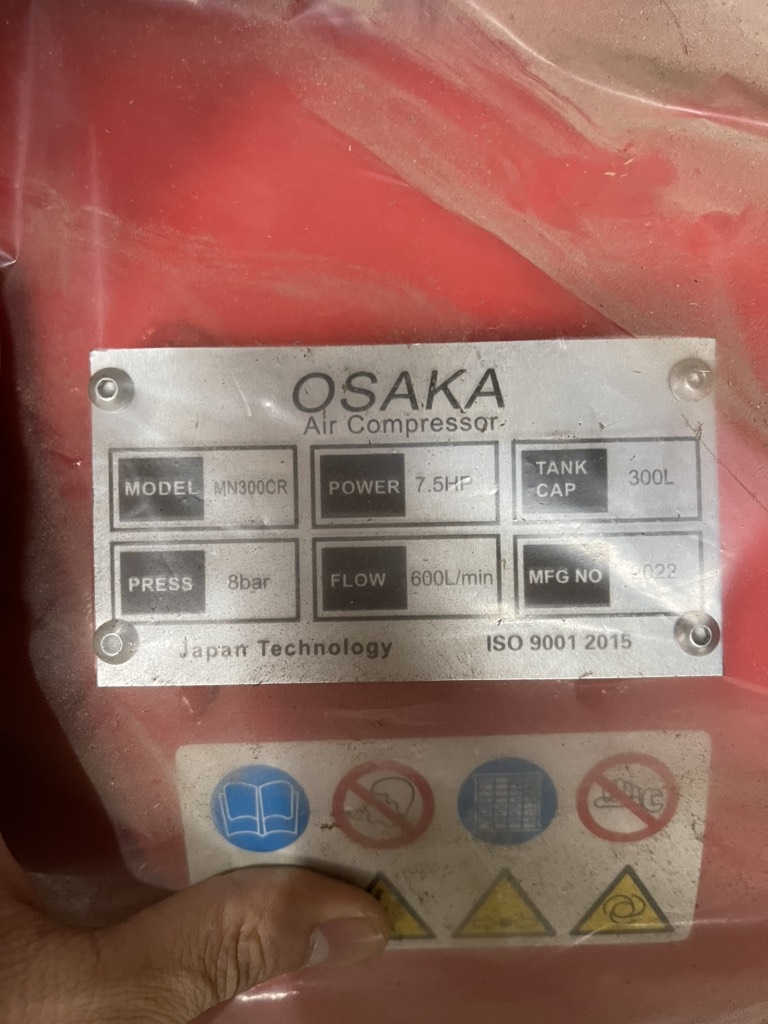 OSAKA
Air Compressor
MODEL MN300CR
POWER 7.5HP
TANK CAP 300L
PRESS 8bar
FLOW 600L/min
MFG NO 2022
Japan Technology
ISO 9001 2015